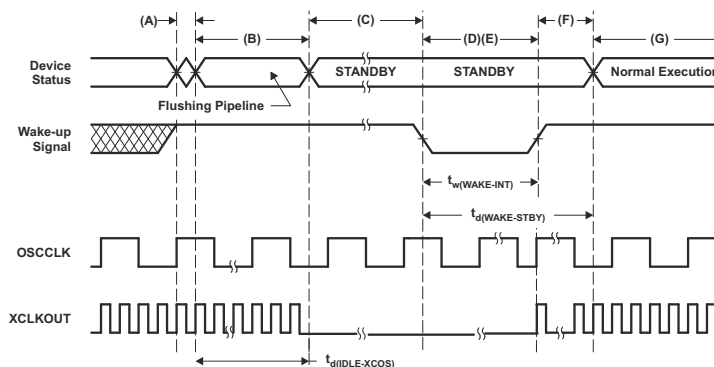 (A)
(B)
(C)
(D)(E)
(F)
(G)
Device Status
STANDBY
STANDBY
Normal Execution
Flushing Pipeline
Wake-up Signal
tw(WAKE-INT)
td(WAKE-STBY)
OSCCLK
XCLKOUT
td(IDLE-XCOS)